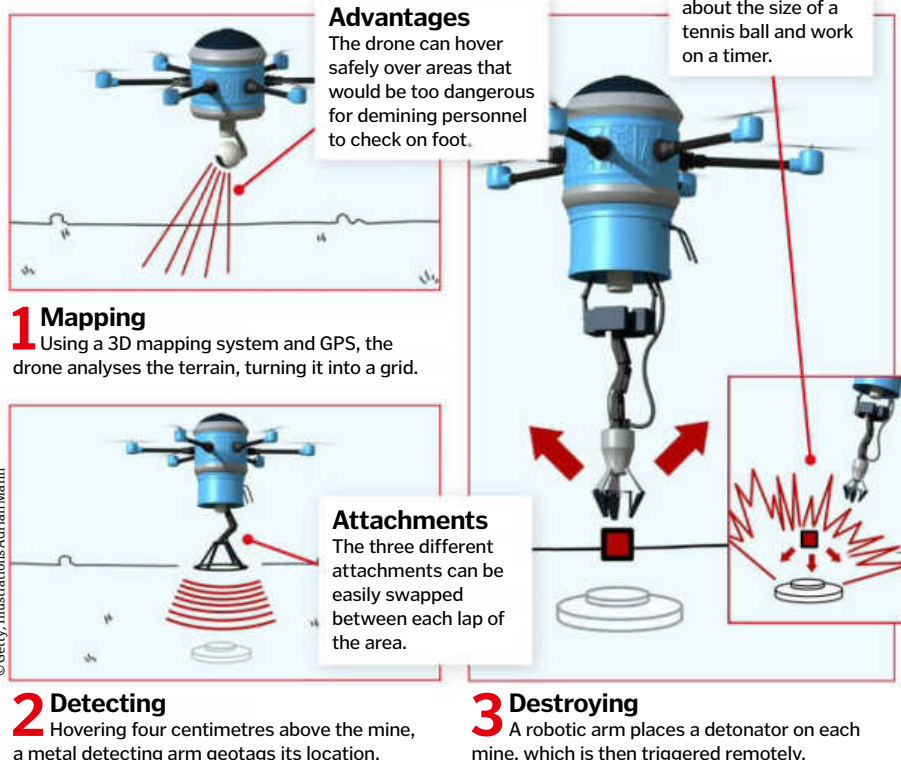 Advantages
The drone can hover
safely over areas that
would be too dangerous
for demining personnel
to check on foot.
about the size of a
tennis ball and work
on a timer.
1 Mapping
Using a 3D mapping system and GPS, the
drone analyses the terrain, turning it into a grid.
Attachments
The three different
attachments can be
easily swapped
between each lap of
the area.
2 Detecting
Hovering four centimetres above the mine,
a metal detecting arm geotags its location.
3 Destroying
A robotic arm places a detonator on each
mine, which is then triggered remotely.
© Getty; Illustrations Adrian Mann